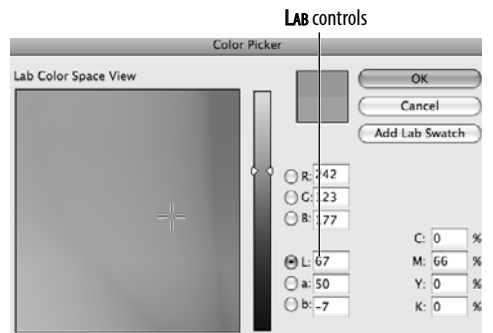 LAB controls
Color Picker
Lab Color Space View
OK
Cancel
Add Lab Swatch
R: 242
G: 123
B: 177
L: 67
a: 50
b: -7
C: 0 %
M: 66 %
Y: 0 %
K: 0 %